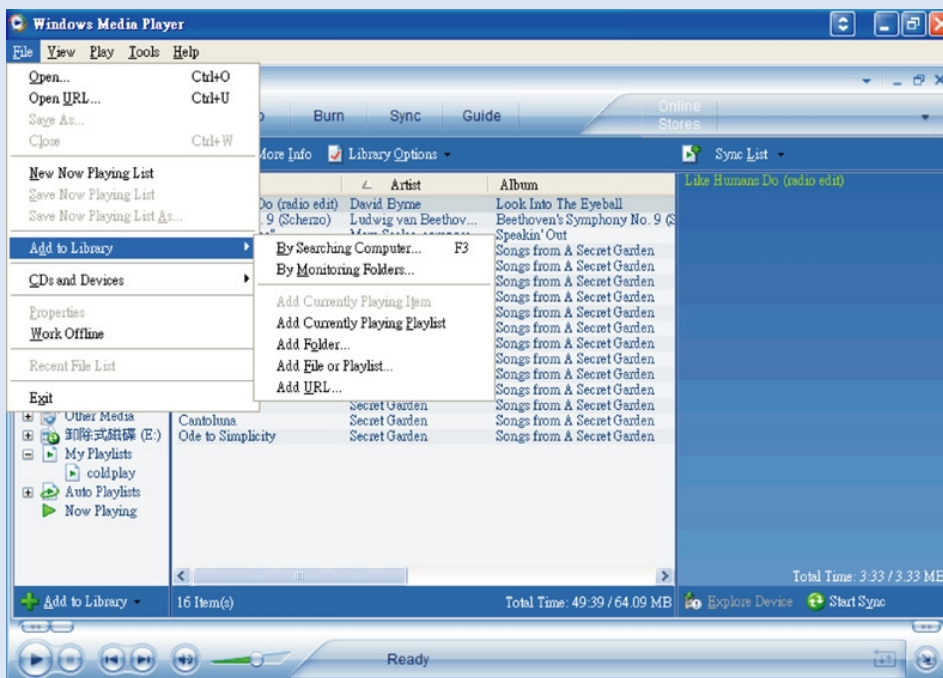 Windows Media Player
File View Play Tools Help
Open... Ctrl+O
Open URL... Ctrl+U
Save As...
Close Ctrl+W
New Now Playing List
Save Now Playing List
Save Now Playing List As...
Add to Library
CDs and Devices
Properties
Work Offline
Recent File List
Exit
By Searching Computer... F3
By Monitoring Folders...
Add Currently Playing Item
Add Currently Playing Playlist
Add Folder...
Add File or Playlist...
Add URL...
Burn Sync Guide
Online
Stores
More Info Library Options
Sync List
Artist Album
Do (radio edit) David Byrne Look Into The Eyeball
. 9 (Scherzo) Ludwig van Beethov... Beethoven's Symphony No. 9 (S
Speakin' Out
Songs from A Secret Garden
Songs from A Secret Garden
Songs from A Secret Garden
Songs from A Secret Garden
Songs from A Secret Garden
Songs from A Secret Garden
Songs from A Secret Garden
Songs from A Secret Garden
Songs from A Secret Garden
Songs from A Secret Garden
Secret Garden Songs from A Secret Garden
Cantoluna Secret Garden Songs from A Secret Garden
Ode to Simplicity Secret Garden Songs from A Secret Garden
Like Humans Do (radio edit)
Other Media
卸除式磁碟 (E:)
My Playlists
coldplay
Auto Playlists
Now Playing
Total Time: 3:33 / 3.33 MB
Add to Library
16 Item(s)
Total Time: 49:39 / 64.09 MB
Explore Device Start Sync
Ready